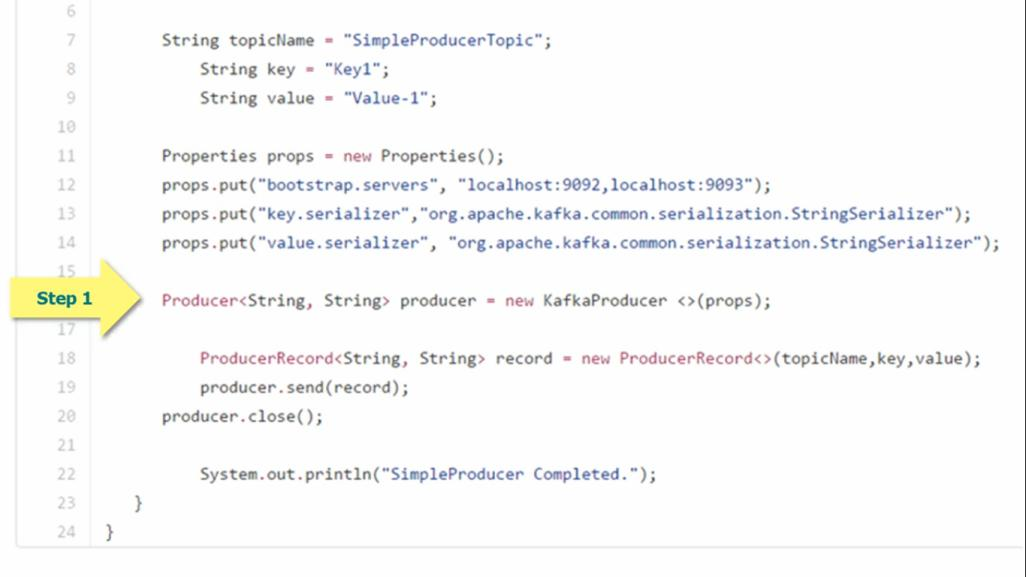 6
7 String topicName = "SimpleProducerTopic";
8 String key = "Key1";
9 String value = "Value-1";
10
11 Properties props = new Properties();
12 props.put("bootstrap.servers", "localhost:9092,localhost:9093");
13 props.put("key.serializer","org.apache.kafka.common.serialization.StringSerializer");
14 props.put("value.serializer", "org.apache.kafka.common.serialization.StringSerializer");
15
Step 1 Producer<String, String> producer = new KafkaProducer <>(props);
17
18 ProducerRecord<String, String> record = new ProducerRecord<>(topicName,key,value);
19 producer.send(record);
20 producer.close();
21
22 System.out.println("SimpleProducer Completed.");
23 }
24 }